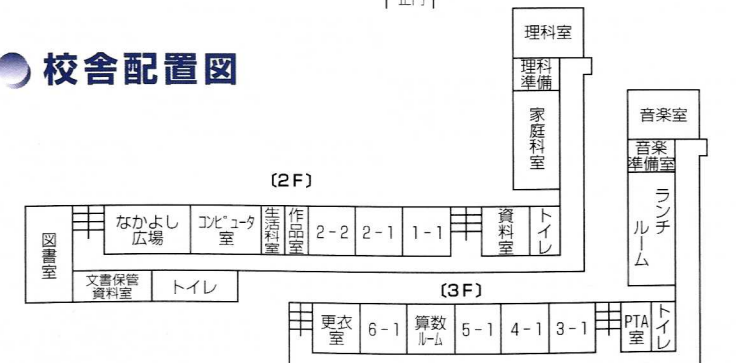 正門
校舎配置図
理科室
理科
準備
家庭科室
音楽室
音楽
準備室
ランチ
ルーム
〔2F〕
図書室
なかよし
広場
コンピュータ
室
生活科室
作品室
2-2
2-1
1-1
資料室
トイレ
文書保管
資料室
トイレ
〔3F〕
更衣
室
6-1
算数
ルーム
5-1
4-1
3-1
PTA
室
トイレ